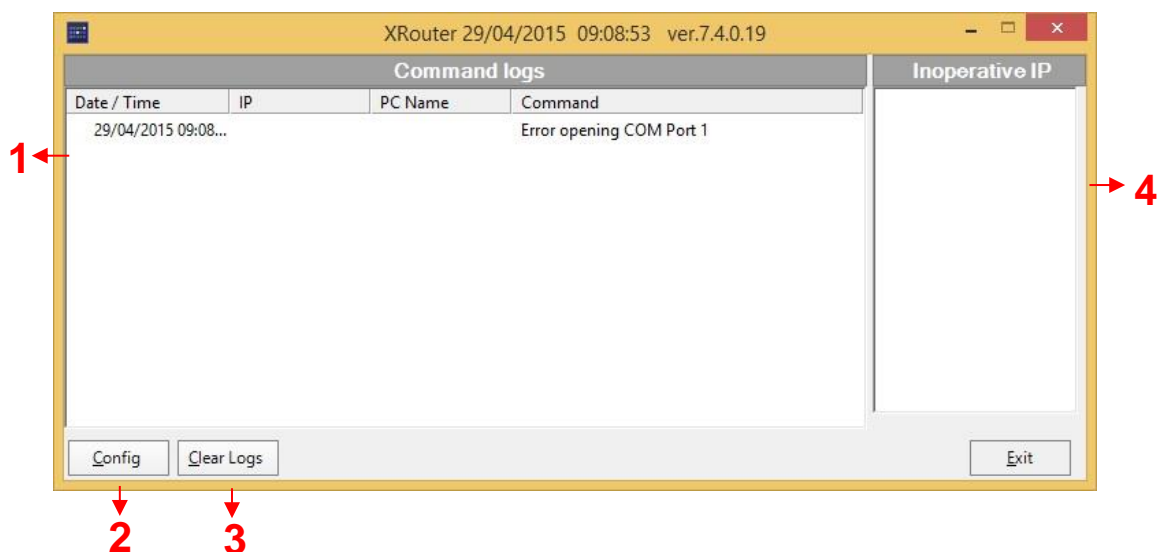 XRouter 29/04/2015 09:08:53 ver.7.4.0.19
Command logs
Inoperative IP
Date / Time IP PC Name Command
29/04/2015 09:08... Error opening COM Port 1
1
4
Config Clear Logs Exit
2 3